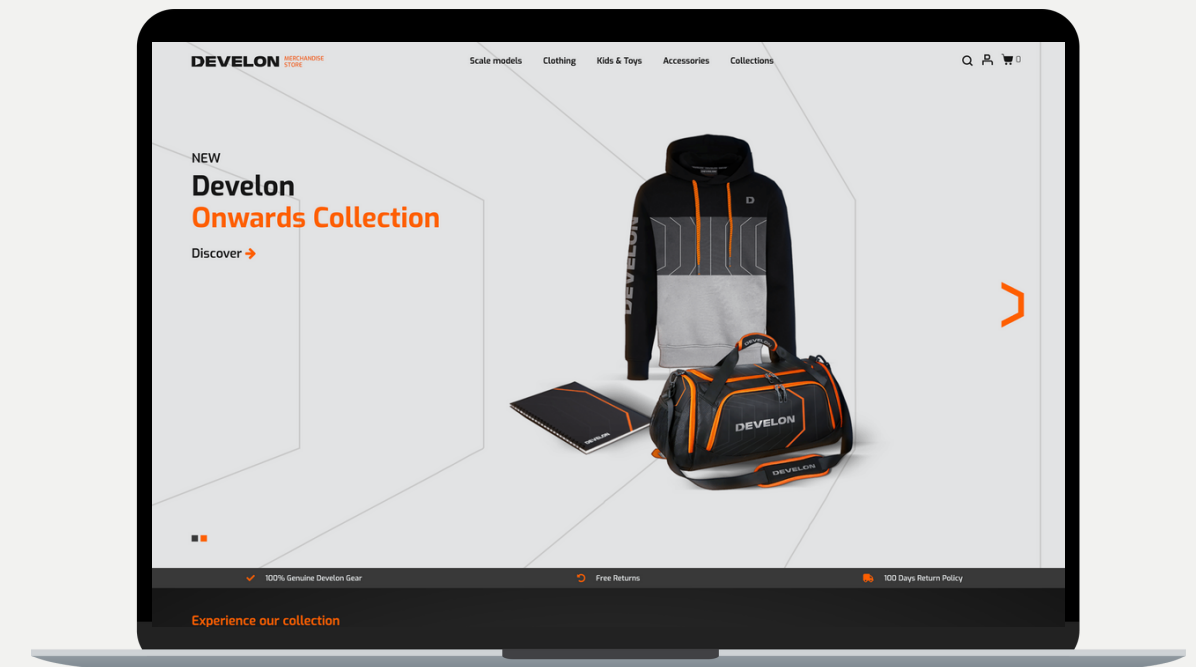 DEVELON MERCHANDISE
STORE
Scale models Clothing Kids & Toys Accessories Collections
0
NEW
Develon
Onwards Collection
Discover
D
DEVELON
DEVELON
DEVELON
DEVELON
DEVELON
100% Genuine Develon Gear
Free Returns
100 Days Return Policy
Experience our collection